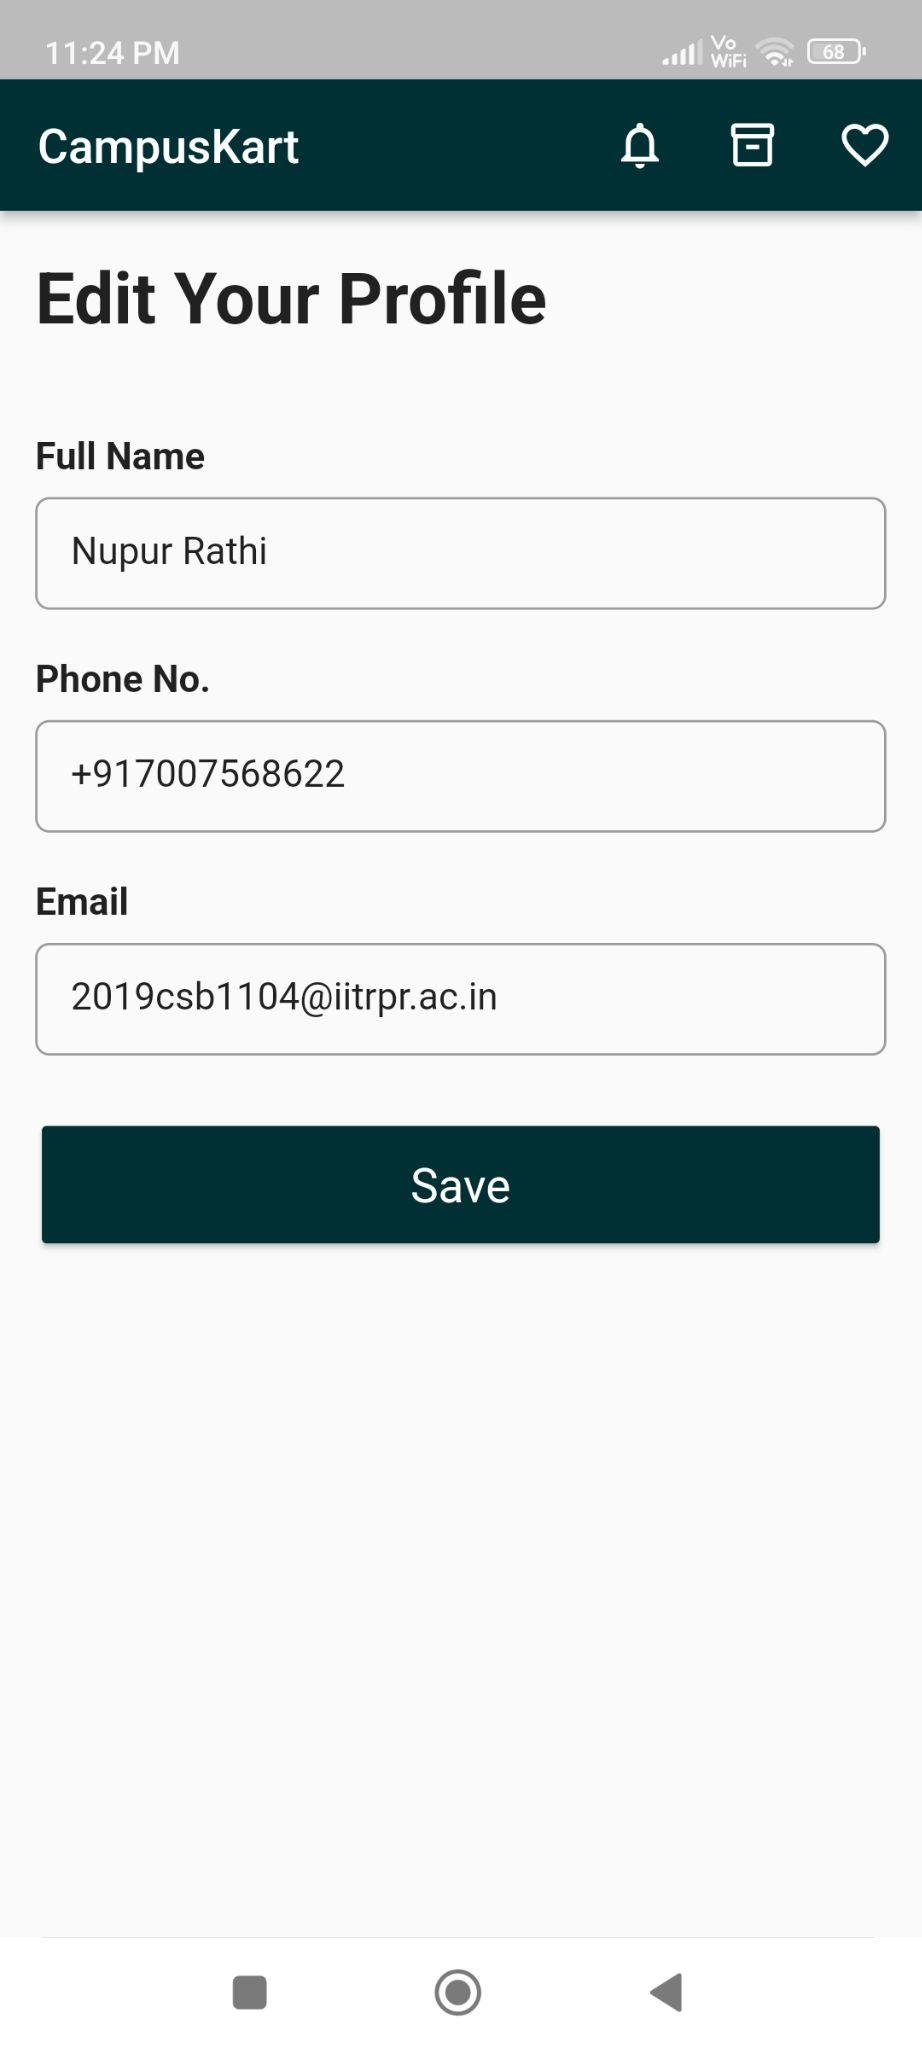 11:24 PM
Vo
WiFi
68
CampusKart
Edit Your Profile
Full Name
Nupur Rathi
Phone No.
+917007568622
Email
2019csb1104@iitrpr.ac.in
Save